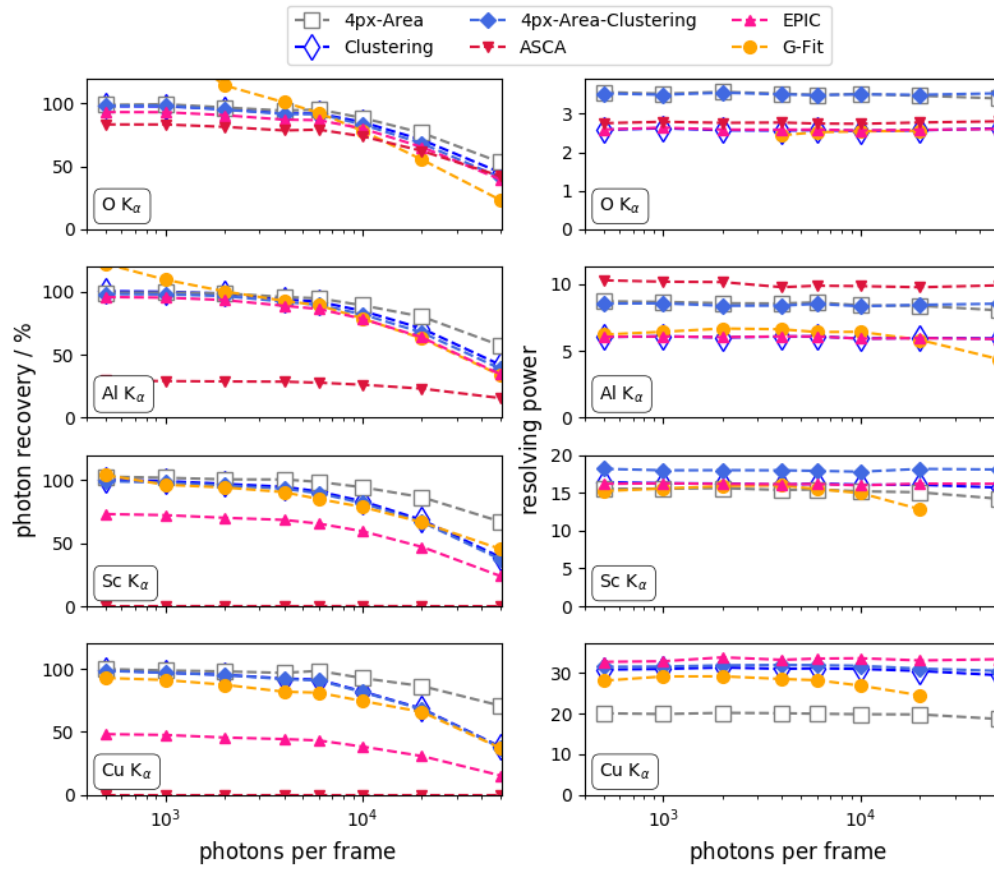 4px-Area 4px-Area-Clustering EPIC
Clustering ASCA G-Fit
100
50
0
O Kα
3
2
1
0
O Kα
100
50
0
Al Kα
10
5
0
Al Kα
100
50
0
Sc Kα
20
15
10
5
0
Sc Kα
100
50
0
Cu Kα
30
20
10
0
Cu Kα
photon recovery / %
resolving power
10³ 10⁴
10³ 10⁴
photons per frame
photons per frame